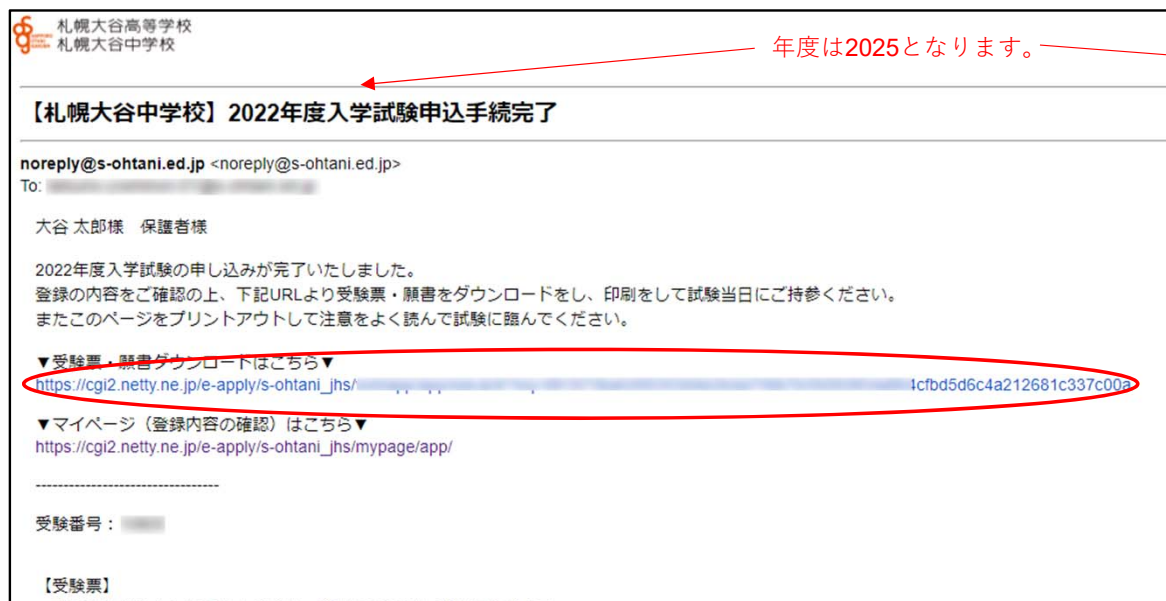 札幌大谷高等学校
札幌大谷中学校
年度は2025となります。
【札幌大谷中学校】2022年度入学試験申込手続完了
noreply@s-ohtani.ed.jp <noreply@s-ohtani.ed.jp>
To:
大谷 太郎様　保護者様
2022年度入学試験の申し込みが完了いたしました。
登録の内容をご確認の上、下記URLより受験票・願書をダウンロードをし、印刷をして試験当日にご持参ください。
またこのページをプリントアウトして注意をよく読んで試験に臨んでください。
▼受験票・願書ダウンロードはこちら▼
https://cgi2.netty.ne.jp/e-apply/s-ohtani_jhs/ 4cfbd5d6c4a212681c337c00a
▼マイページ（登録内容の確認）はこちら▼
https://cgi2.netty.ne.jp/e-apply/s-ohtani_jhs/mypage/app/
---------------------------------
受験番号：
【受験票】